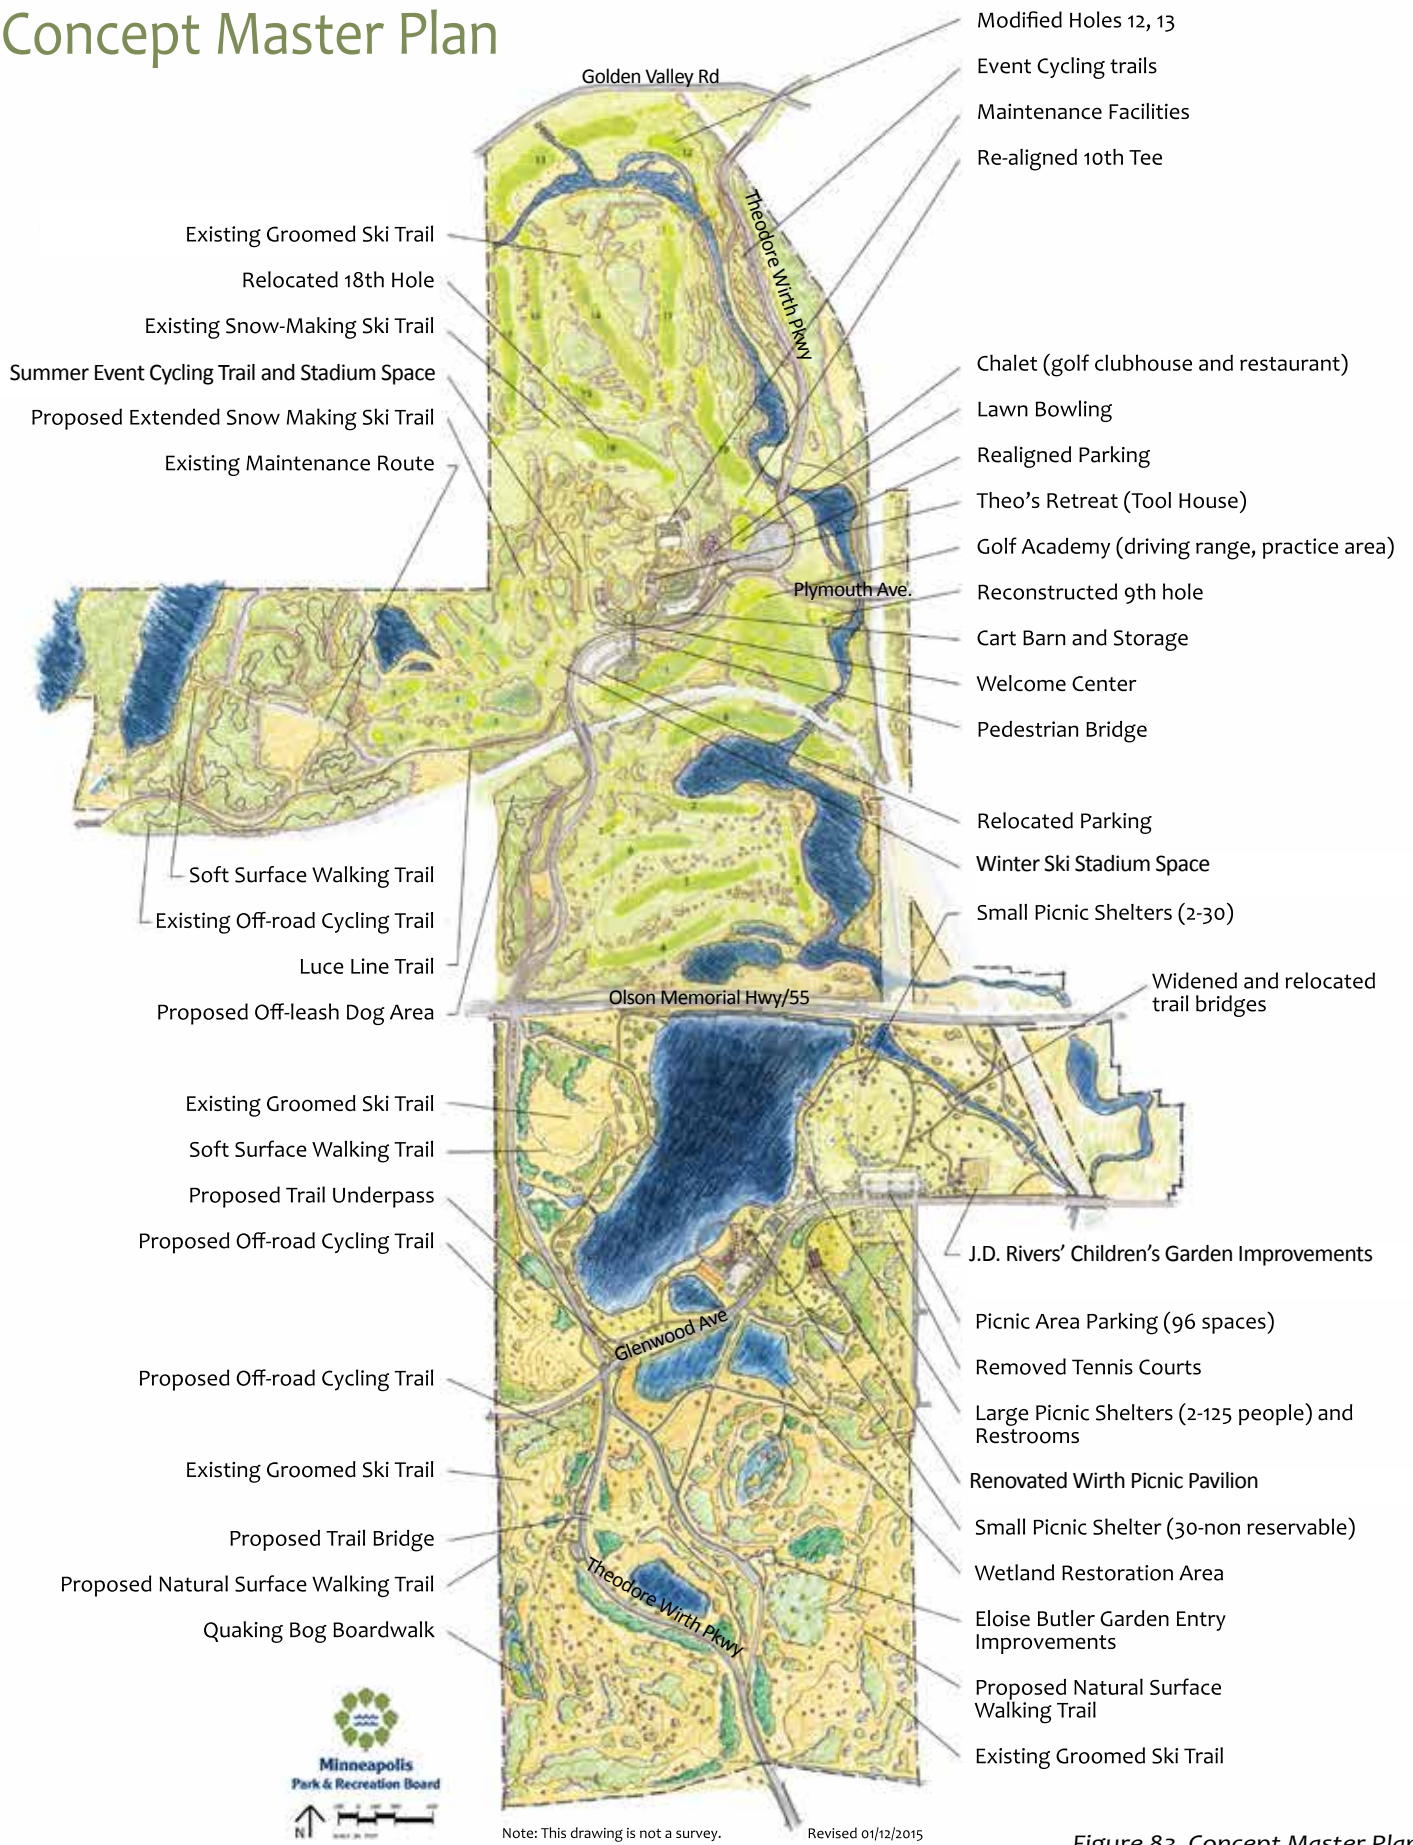 Concept Master Plan
Golden Valley Rd
Modified Holes 12, 13
Event Cycling trails
Maintenance Facilities
Re-aligned 10th Tee
Theodore Wirth Pkwy
Existing Groomed Ski Trail
Relocated 18th Hole
Existing Snow-Making Ski Trail
Summer Event Cycling Trail and Stadium Space
Proposed Extended Snow Making Ski Trail
Existing Maintenance Route
Chalet (golf clubhouse and restaurant)
Lawn Bowling
Realigned Parking
Theo's Retreat (Tool House)
Golf Academy (driving range, practice area)
Plymouth Ave.
Reconstructed 9th hole
Cart Barn and Storage
Welcome Center
Pedestrian Bridge
Relocated Parking
Winter Ski Stadium Space
Small Picnic Shelters (2-30)
Widened and relocated
trail bridges
Soft Surface Walking Trail
Existing Off-road Cycling Trail
Luce Line Trail
Proposed Off-leash Dog Area
Olson Memorial Hwy/55
Existing Groomed Ski Trail
Soft Surface Walking Trail
Proposed Trail Underpass
Proposed Off-road Cycling Trail
J.D. Rivers' Children's Garden Improvements
Picnic Area Parking (96 spaces)
Removed Tennis Courts
Large Picnic Shelters (2-125 people) and
Restrooms
Renovated Wirth Picnic Pavilion
Small Picnic Shelter (30-non reservable)
Wetland Restoration Area
Eloise Butler Garden Entry
Improvements
Proposed Natural Surface
Walking Trail
Existing Groomed Ski Trail
Glenwood Ave
Proposed Off-road Cycling Trail
Existing Groomed Ski Trail
Proposed Trail Bridge
Proposed Natural Surface Walking Trail
Quaking Bog Boardwalk
Theodore Wirth Pkwy
Minneapolis
Park & Recreation Board
N
Note: This drawing is not a survey.
Revised 01/12/2015
Figure 83. Concept Master Plan